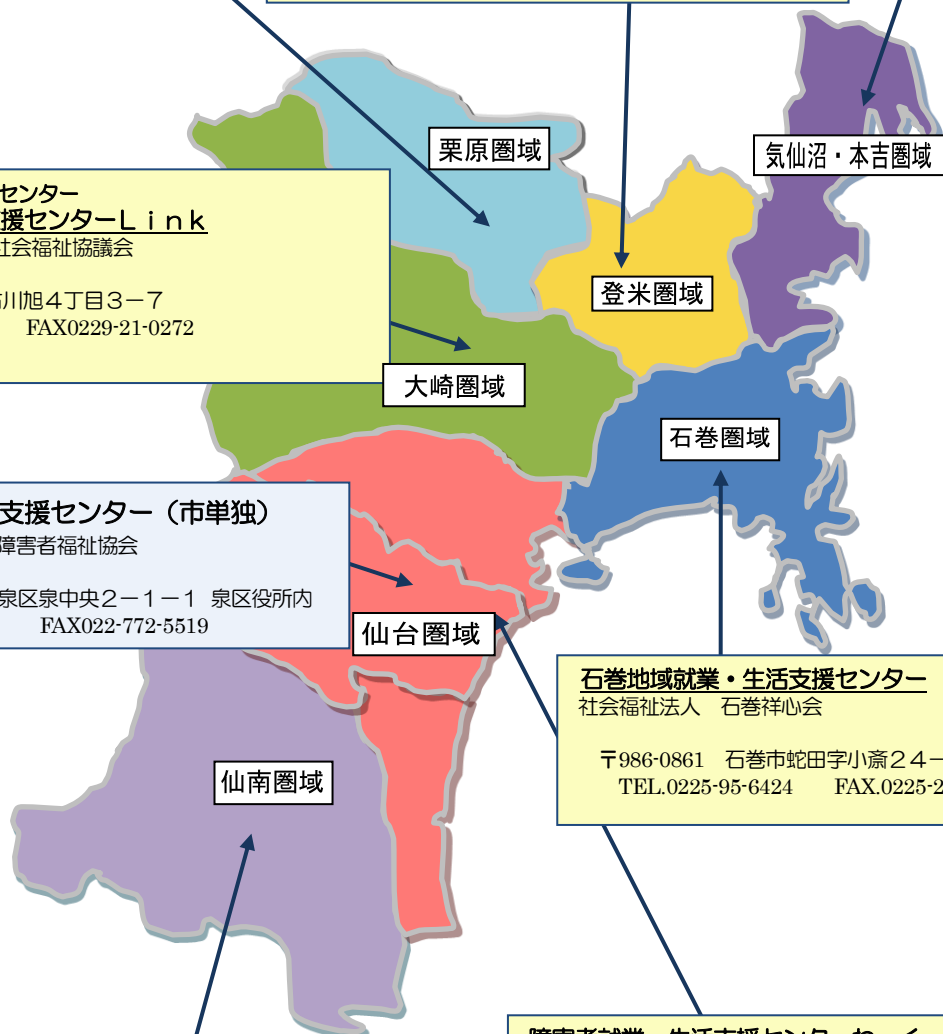 栗原圏域
気仙沼・本吉圏域
センター
援センターＬｉｎｋ
社会福祉協議会
川旭４丁目３－７
FAX0229-21-0272
登米圏域
大崎圏域
石巻圏域
支援センター（市単独）
障害者福祉協会
泉区泉中央２－１－１ 泉区役所内
FAX022-772-5519
仙台圏域
石巻地域就業・生活支援センター
社会福祉法人　石巻祥心会
〒986-0861　石巻市蛇田字小斎２４－
TEL.0225-95-6424　FAX.0225-2
仙南圏域